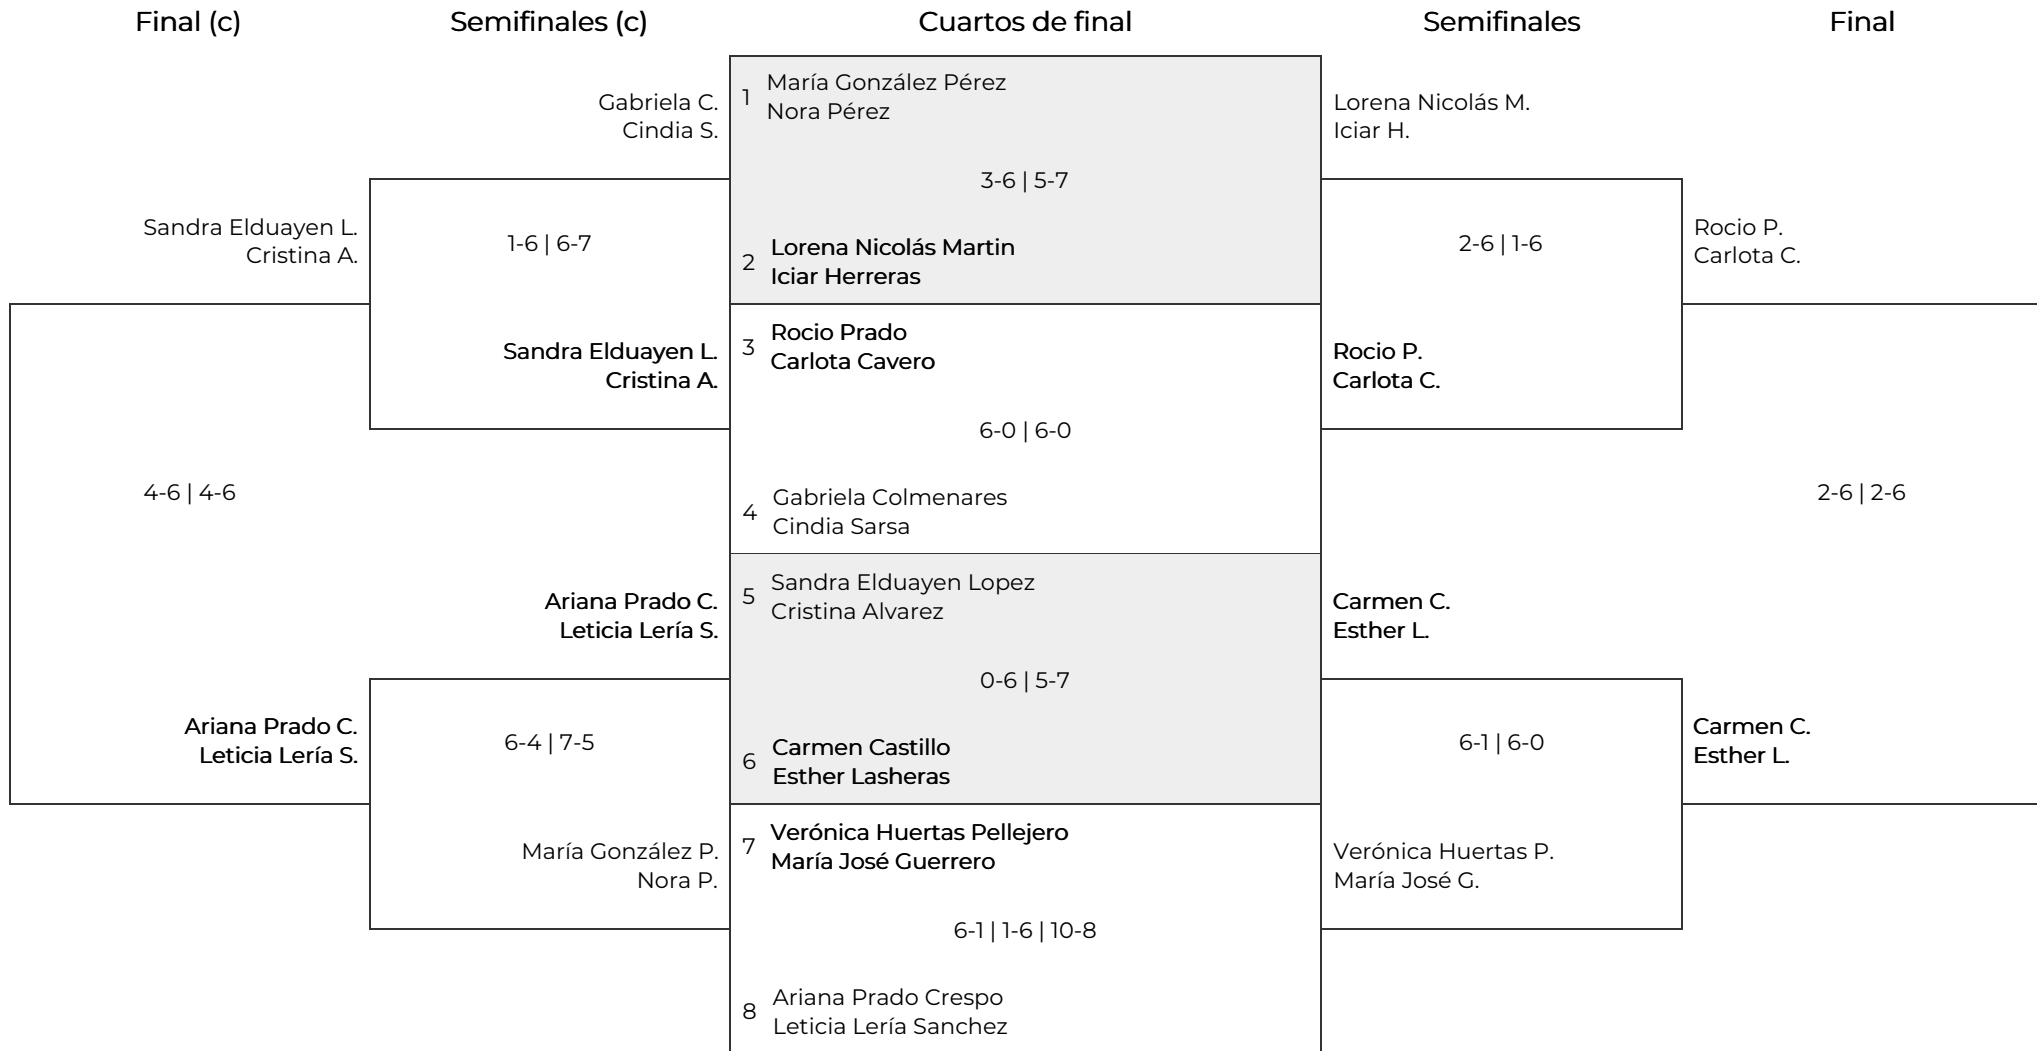 Final (c)
Semifinales (c)
Cuartos de final
Semifinales
Final
Sandra Elduayen L.
Cristina A.
4-6 | 4-6
Ariana Prado C.
Leticia Lería S.
Gabriela C.
Cindia S.
1-6 | 6-7
Sandra Elduayen L.
Cristina A.
Ariana Prado C.
Leticia Lería S.
6-4 | 7-5
María González P.
Nora P.
1
María González Pérez
Nora Pérez
3-6 | 5-7
2
Lorena Nicolás Martin
Iciar Herreras
3
Rocio Prado
Carlota Cavero
6-0 | 6-0
4
Gabriela Colmenares
Cindia Sarsa
5
Sandra Elduayen Lopez
Cristina Alvarez
0-6 | 5-7
6
Carmen Castillo
Esther Lasheras
7
Verónica Huertas Pellejero
María José Guerrero
6-1 | 1-6 | 10-8
8
Ariana Prado Crespo
Leticia Lería Sanchez
Lorena Nicolás M.
Iciar H.
2-6 | 1-6
Rocio P.
Carlota C.
Carmen C.
Esther L.
6-1 | 6-0
Verónica Huertas P.
María José G.
Rocio P.
Carlota C.
2-6 | 2-6
Carmen C.
Esther L.